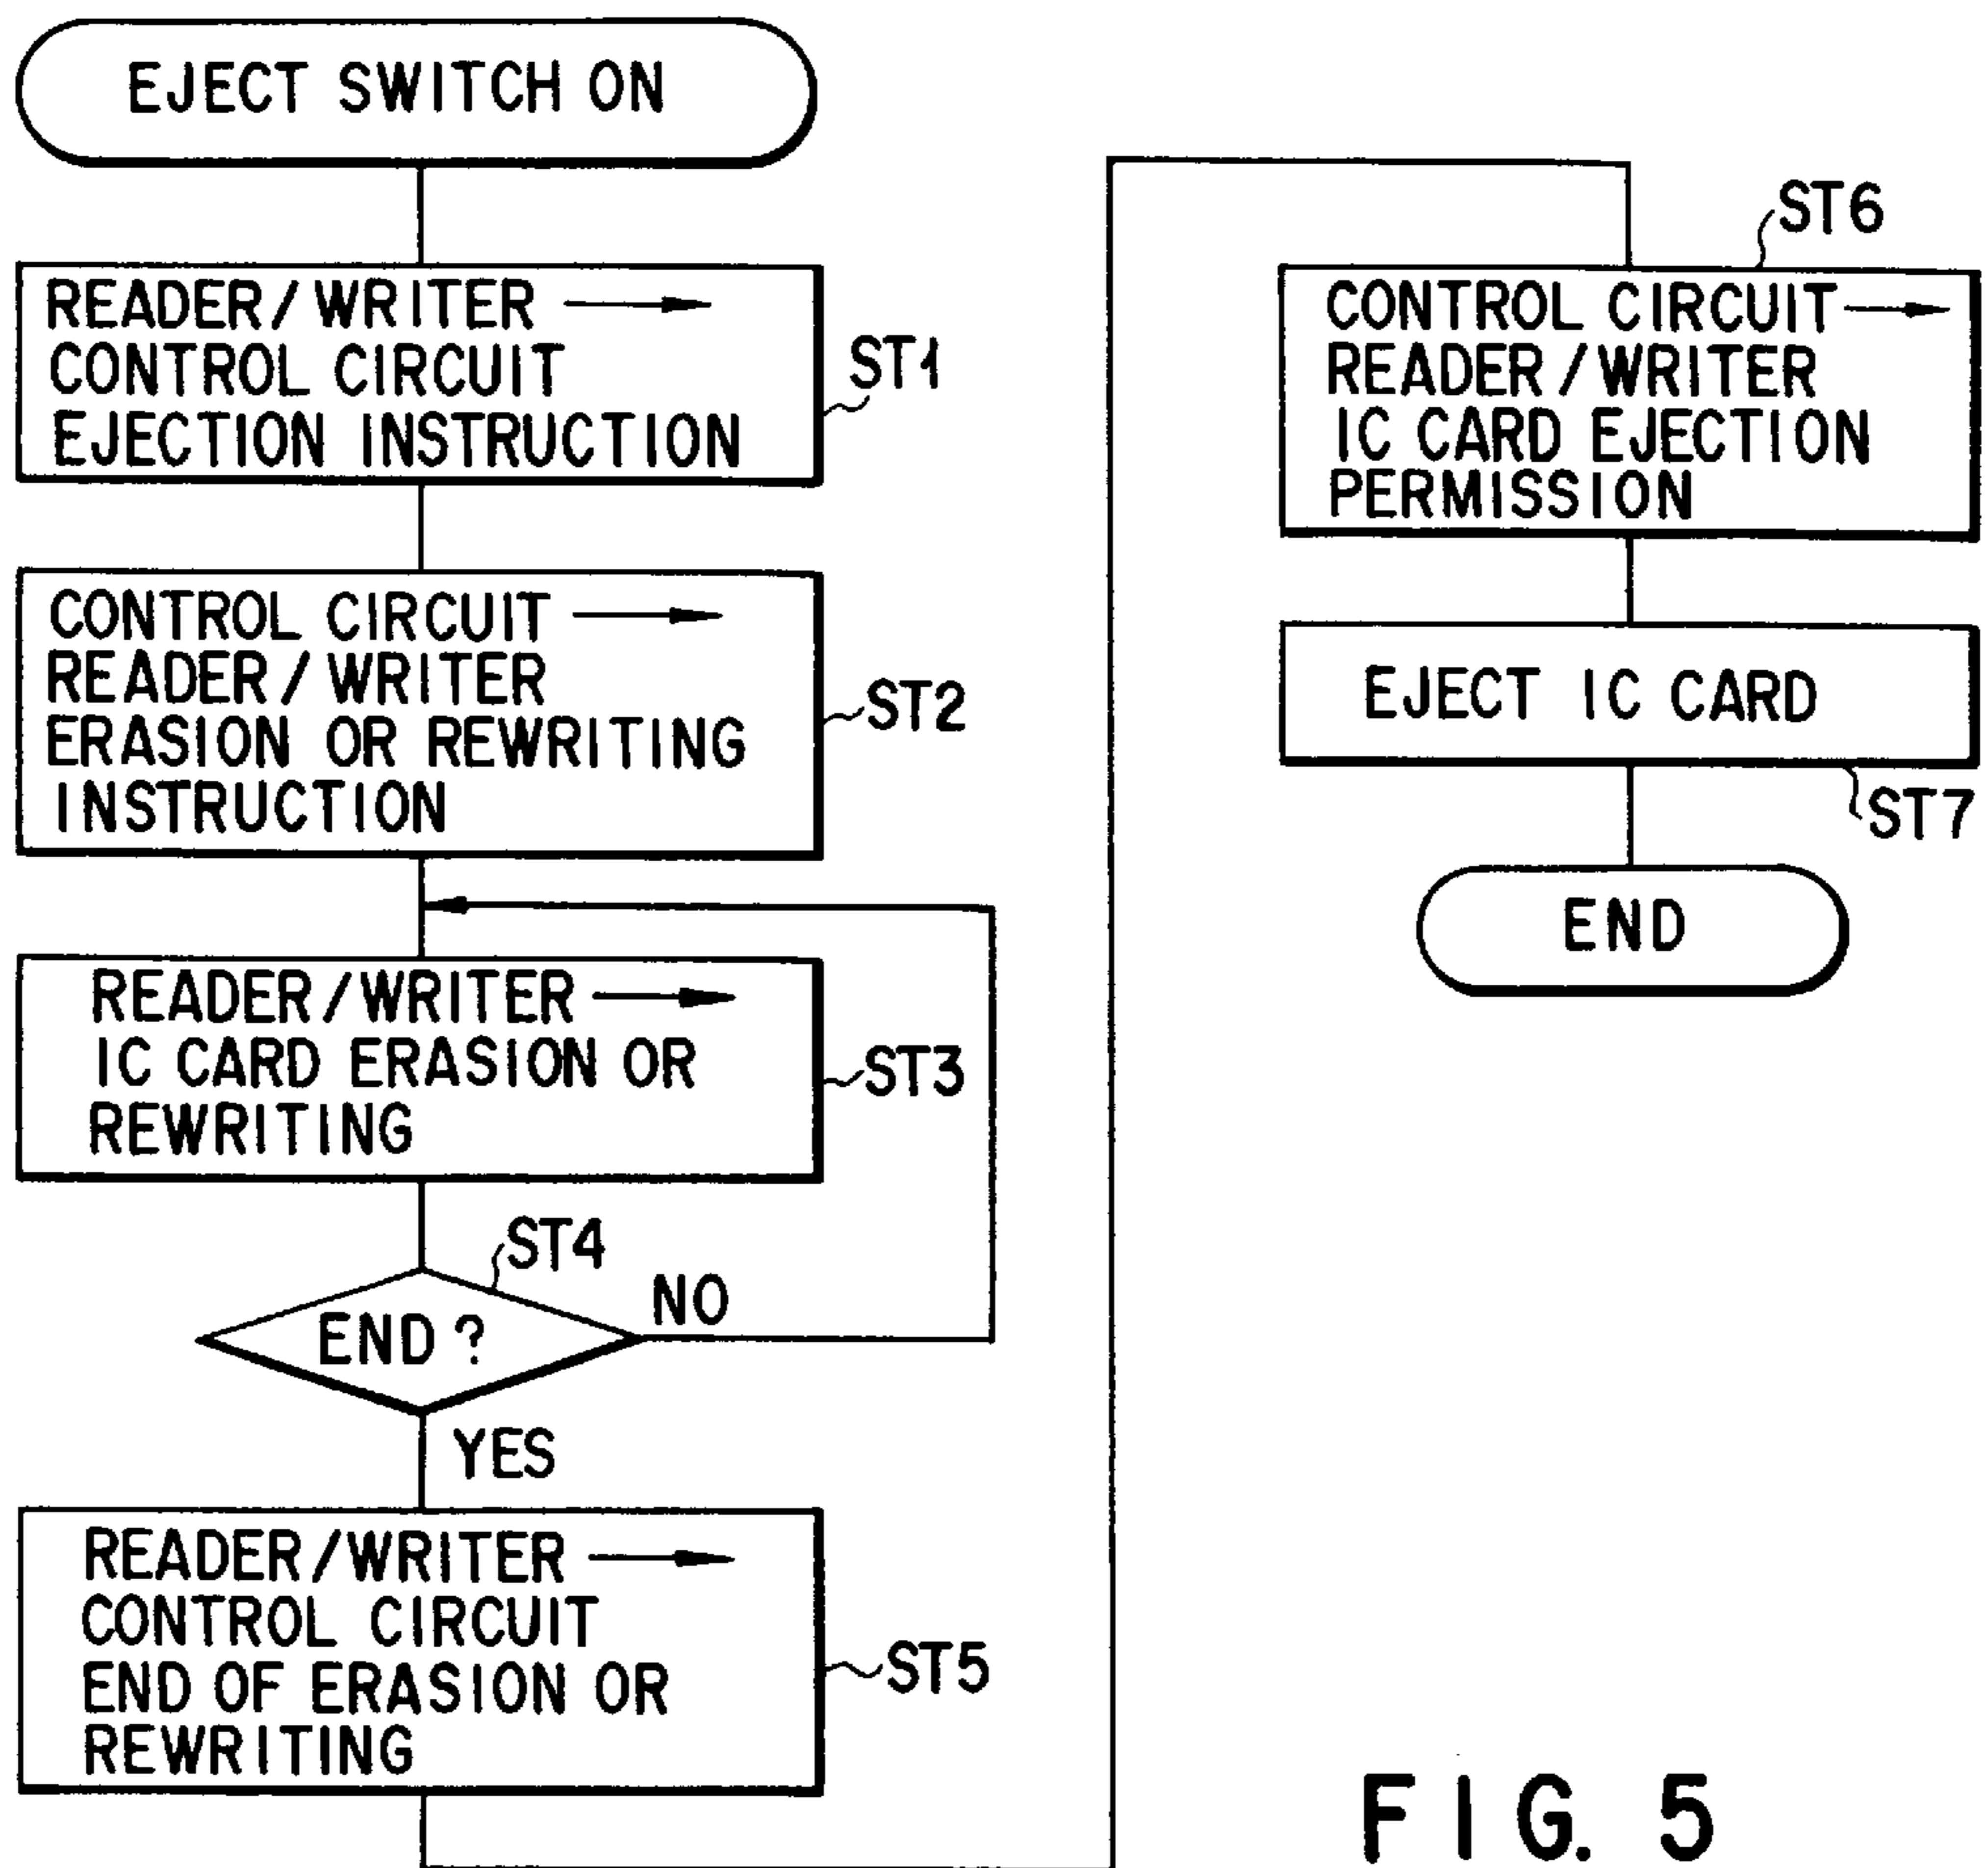 EJECT SWITCH ON
READER/WRITER →
CONTROL CIRCUIT
EJECTION INSTRUCTION
ST1
CONTROL CIRCUIT →
READER/WRITER
ERASION OR REWRITING
INSTRUCTION
ST2
READER/WRITER →
IC CARD ERASION OR
REWRITING
ST3
ST4
END?
NO
YES
READER/WRITER →
CONTROL CIRCUIT
END OF ERASION OR
REWRITING
ST5
ST6
CONTROL CIRCUIT →
READER/WRITER
IC CARD EJECTION
PERMISSION
EJECT IC CARD
ST7
END
FIG. 5